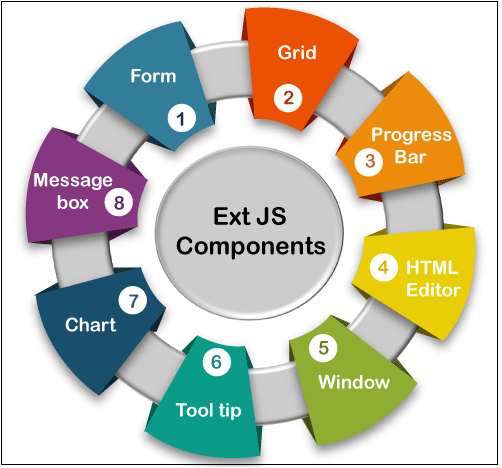 Ext JS
Components
Form
1
Grid
2
Progress
Bar
3
4
HTML
Editor
5
Window
6
Tool tip
7
Chart
Message
box
8